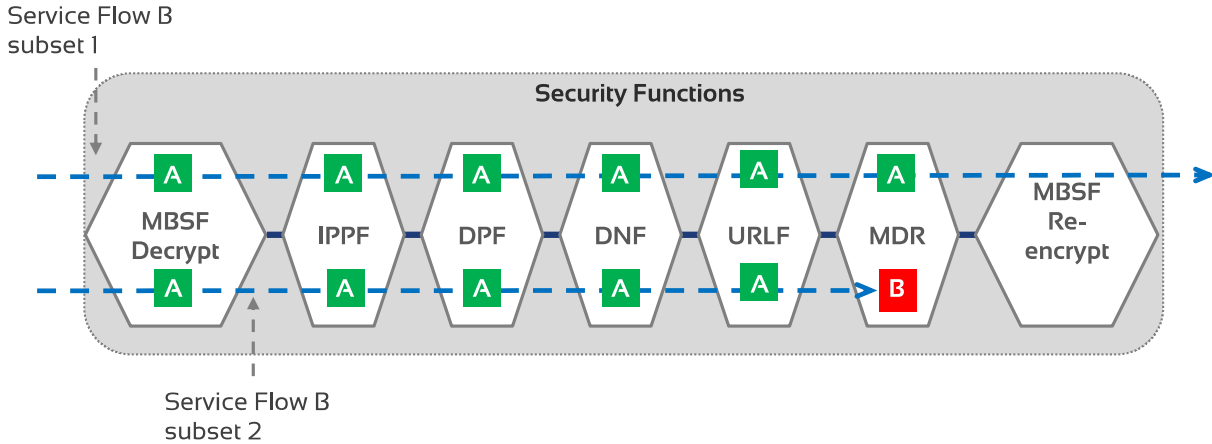 Service Flow B
subset 1
Security Functions
A A A A A A
MBSF
Decrypt
IPPF
DPF
DNF
URLF
MDR
MBSF
Re-
encrypt
A A A A A B
Service Flow B
subset 2